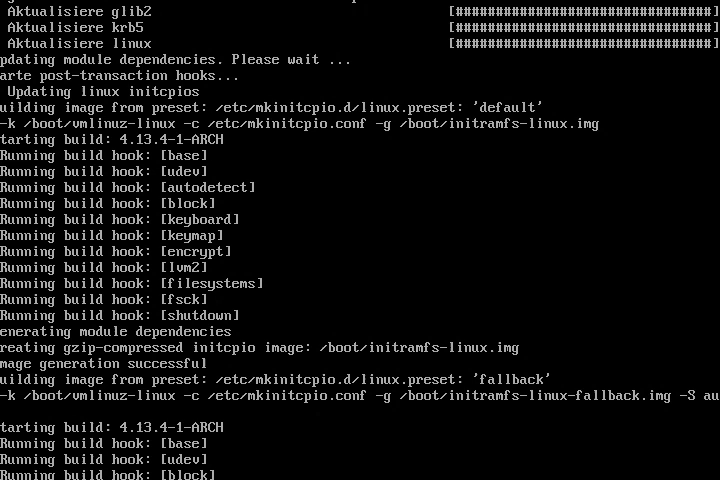 Aktualisiere glib2 [################################]
Aktualisiere krb5 [################################]
Aktualisiere linux [################################]
pdating module dependencies. Please wait ...
arte post-transaction hooks...
Updating linux initcpios
uilding image from preset: /etc/mkinitcpio.d/linux.preset: 'default'
-k /boot/vmlinuz-linux -c /etc/mkinitcpio.conf -g /boot/initramfs-linux.img
tarting build: 4.13.4-1-ARCH
Running build hook: [base]
Running build hook: [udev]
Running build hook: [autodetect]
Running build hook: [block]
Running build hook: [keyboard]
Running build hook: [keymap]
Running build hook: [encrypt]
Running build hook: [lvm2]
Running build hook: [filesystems]
Running build hook: [fsck]
Running build hook: [shutdown]
enerating module dependencies
reating gzip-compressed initcpio image: /boot/initramfs-linux.img
mage generation successful
uilding image from preset: /etc/mkinitcpio.d/linux.preset: 'fallback'
-k /boot/vmlinuz-linux -c /etc/mkinitcpio.conf -g /boot/initramfs-linux-fallback.img -S au
tarting build: 4.13.4-1-ARCH
Running build hook: [base]
Running build hook: [udev]
Running build hook: [block]